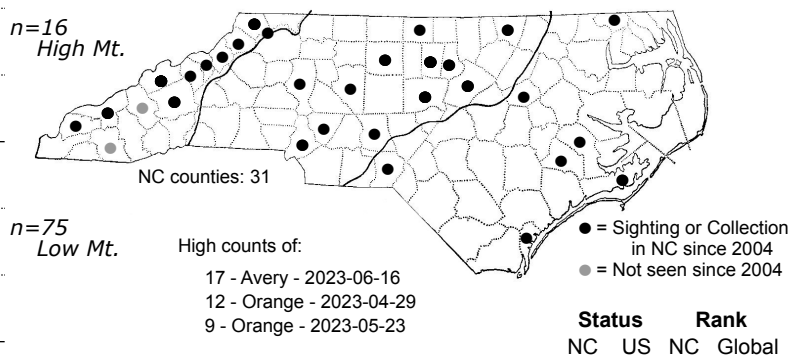 n=16
High Mt.
NC counties: 31
n=75
Low Mt.
High counts of:
17 - Avery - 2023-06-16
12 - Orange - 2023-04-29
9 - Orange - 2023-05-23
● = Sighting or Collection
in NC since 2004
● = Not seen since 2004
Status Rank
NC US NC Global